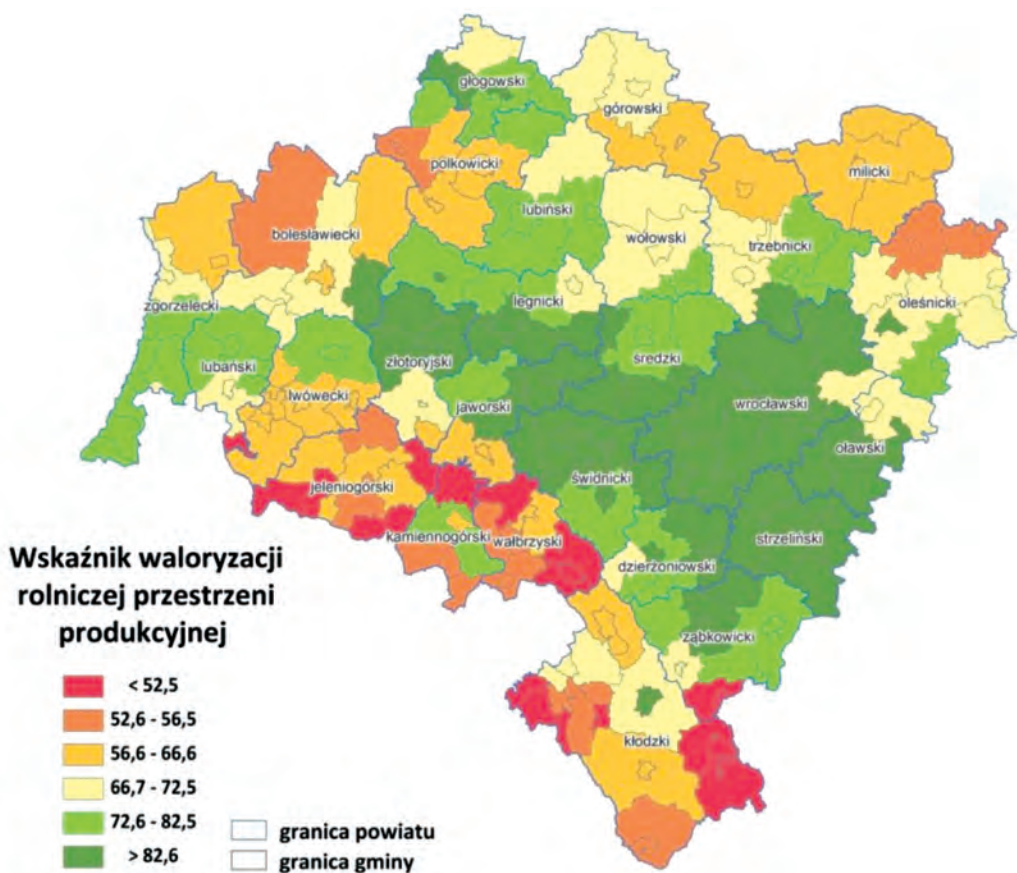 głogowski
górowski
polkowicki
milicki
lubiński
bolesławiecki
wołowski
trzebnicki
zgorzelecki
legnicki
oleśnicki
lubański
złotoryjski
średzki
lwówecki
jaworski
wrocławski
oławski
świdnicki
jeleniogórski
kamiennogórski
wałbrzyski
strzeliński
dzierżoniowski
ząbkowicki
kłodzki
Wskaźnik waloryzacji
rolniczej przestrzeni
produkcyjnej
< 52,5
52,6 - 56,5
56,6 - 66,6
66,7 - 72,5
72,6 - 82,5
> 82,6
granica powiatu
granica gminy